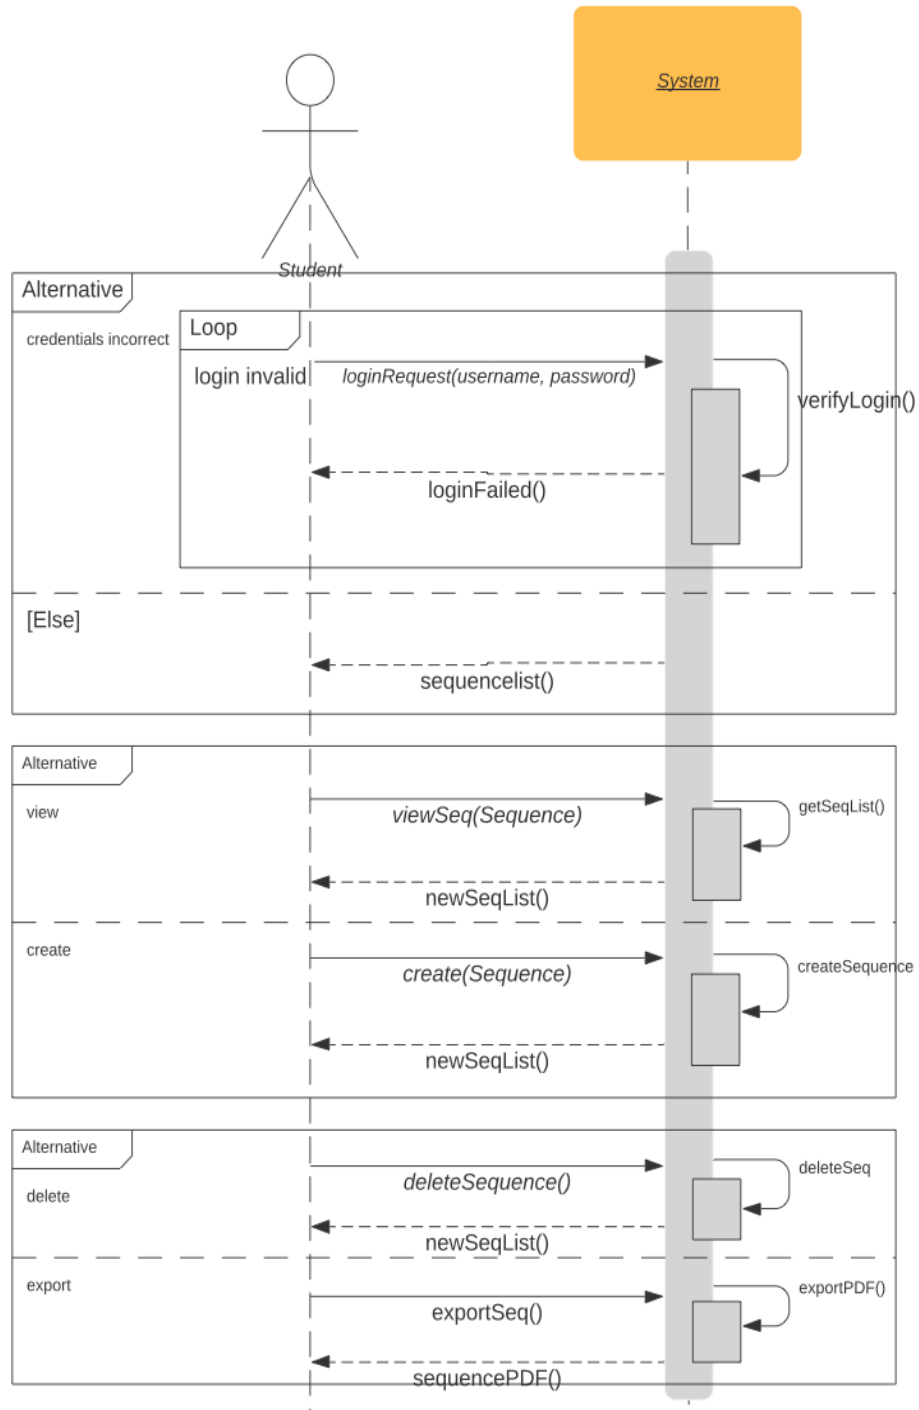 System
Student
Alternative
credentials incorrect
Loop
login invalid
loginRequest(username, password)
verifyLogin()
loginFailed()
[Else]
sequencelist()
Alternative
view
viewSeq(Sequence)
getSeqList()
newSeqList()
create
create(Sequence)
createSequence
newSeqList()
Alternative
delete
deleteSequence()
deleteSeq
newSeqList()
export
exportSeq()
exportPDF()
sequencePDF()